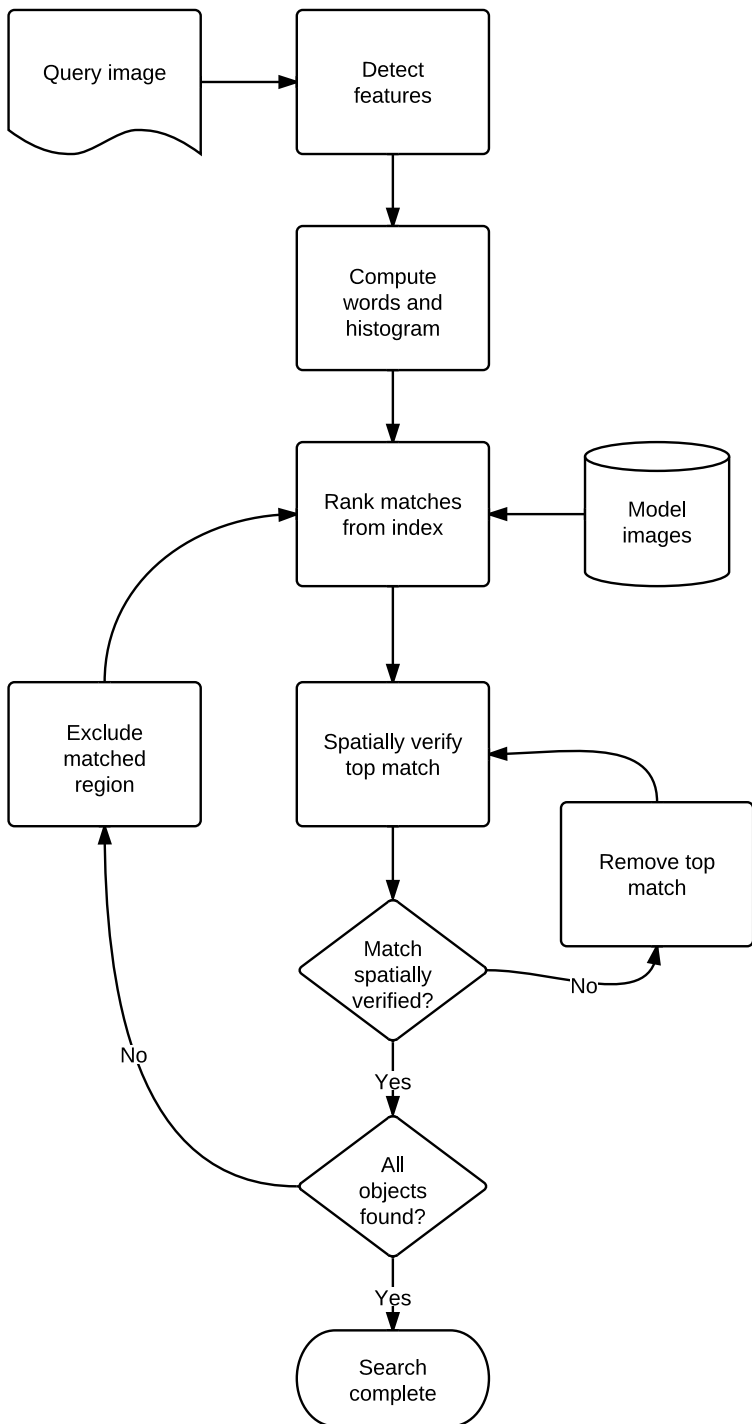 Query image
Detect
features
Compute
words and
histogram
Rank matches
from index
Model
images
Exclude
matched
region
Spatially verify
top match
Remove top
match
Match
spatially
verified?
No
No
Yes
All
objects
found?
Yes
Search
complete